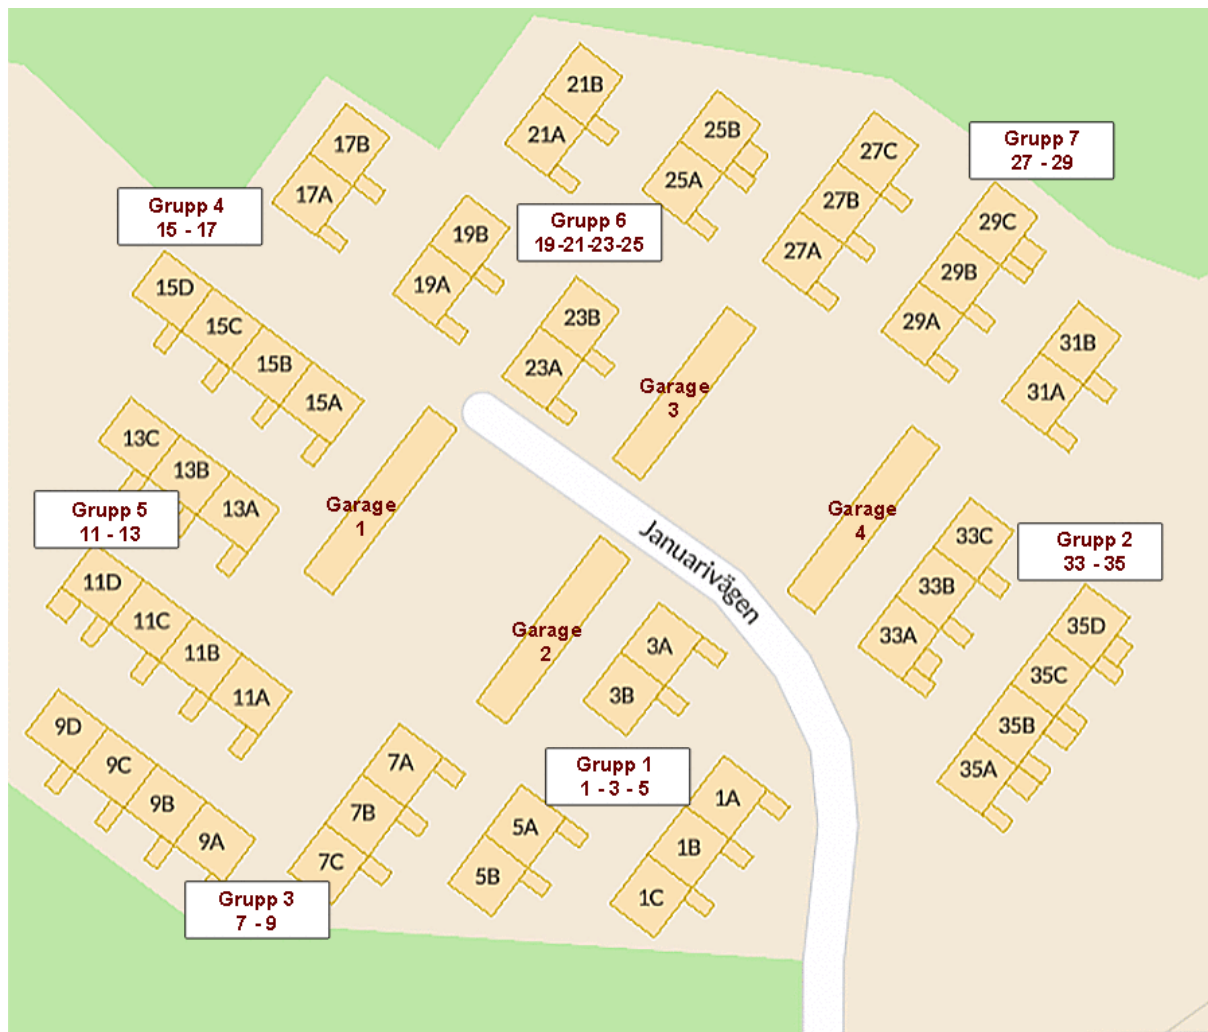 21B
21A
25B
25A
27C
27B
27A
Grupp 7
27 - 29
17B
17A
Grupp 4
15 - 17
19B
19A
Grupp 6
19-21-23-25
29C
29B
29A
15D
15C
15B
15A
23B
23A
31B
31A
Garage
3
13C
13B
13A
Grupp 5
11 - 13
Garage
1
Garage
4
Januarivägen
33C
33B
33A
Grupp 2
33 - 35
11D
11C
11B
11A
Garage
2
3A
3B
35D
35C
35B
35A
9D
9C
9B
9A
7A
7B
7C
Grupp 1
1 - 3 - 5
5A
5B
1A
1B
1C
Grupp 3
7 - 9